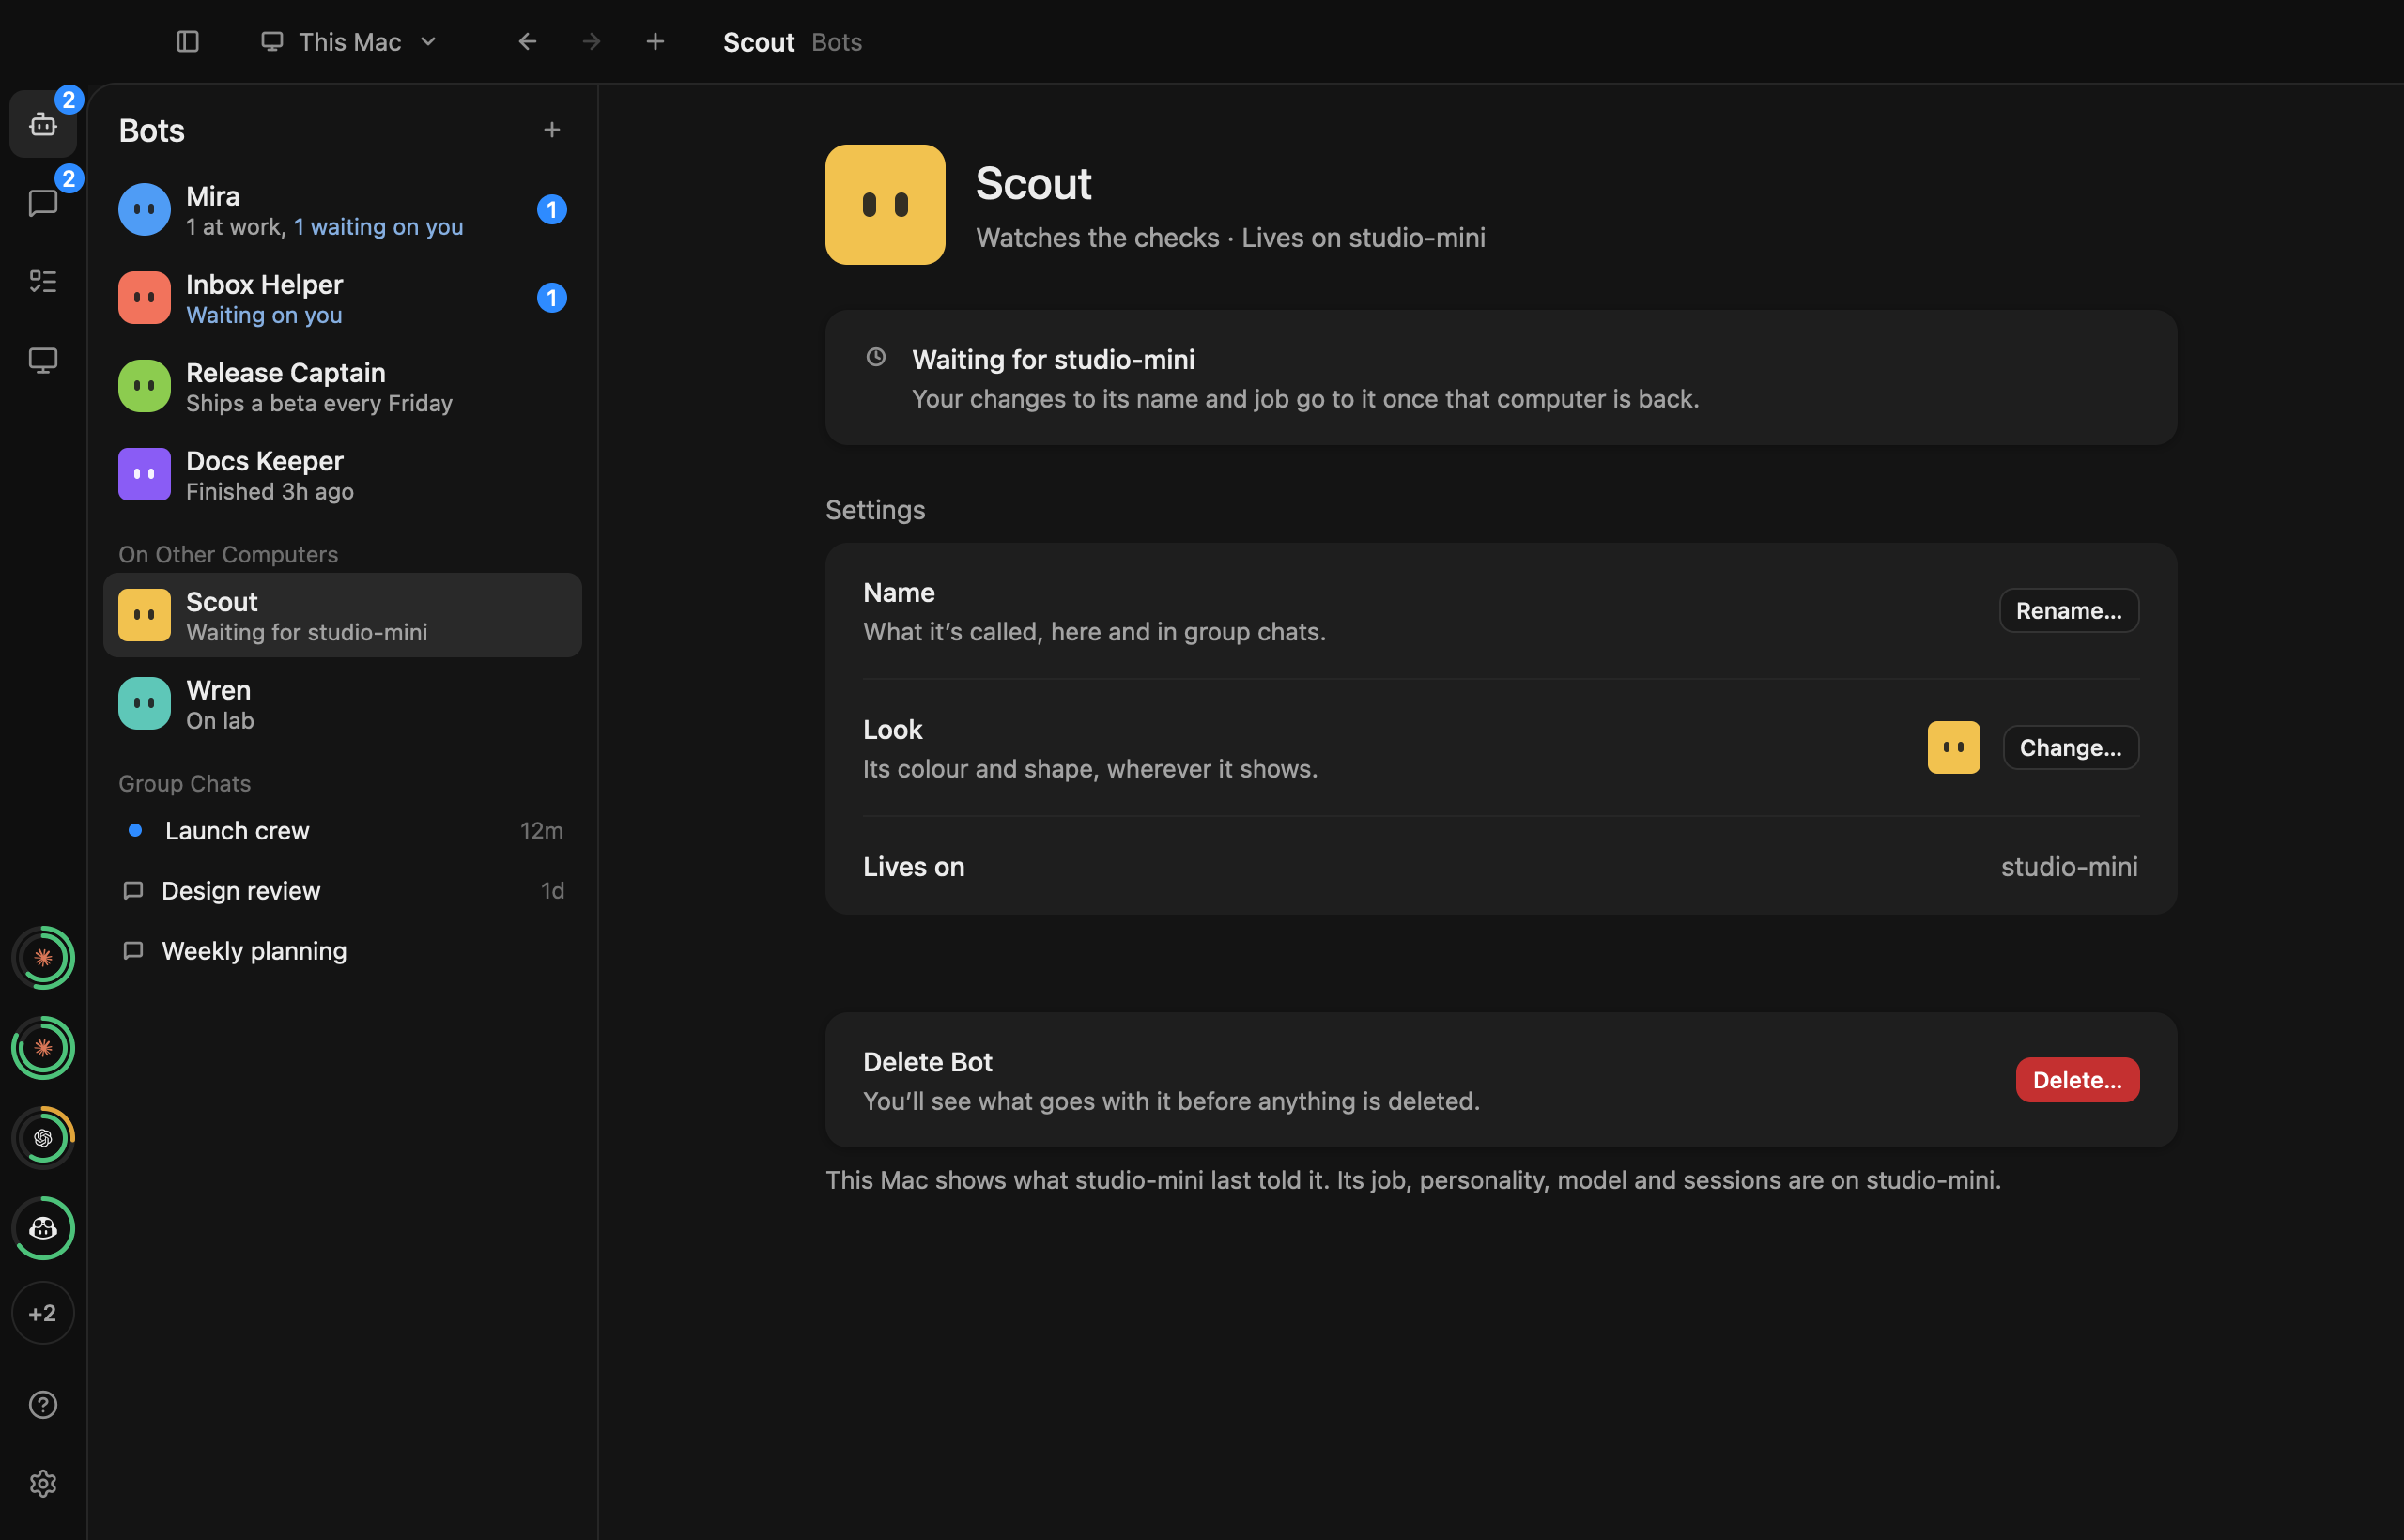 This Mac
Scout Bots
2
2
Bots
Mira
1 at work, 1 waiting on you
1
Inbox Helper
Waiting on you
1
Release Captain
Ships a beta every Friday
Docs Keeper
Finished 3h ago
On Other Computers
Scout
Waiting for studio-mini
Wren
On lab
Group Chats
Launch crew 12m
Design review 1d
Weekly planning
+2
Scout
Watches the checks · Lives on studio-mini
Waiting for studio-mini
Your changes to its name and job go to it once that computer is back.
Settings
Name
What it’s called, here and in group chats.
Rename...
Look
Its colour and shape, wherever it shows.
Change...
Lives on studio-mini
Delete Bot
You’ll see what goes with it before anything is deleted.
Delete...
This Mac shows what studio-mini last told it. Its job, personality, model and sessions are on studio-mini.